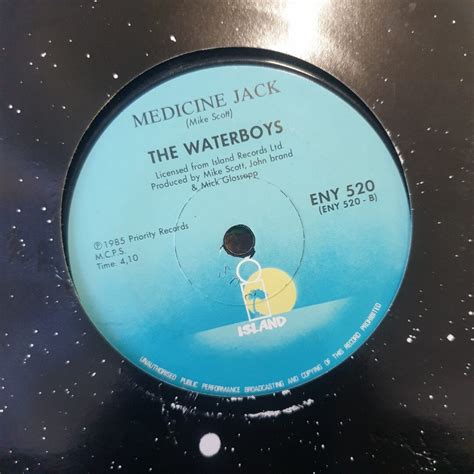 MEDICINE JACK
(Mike Scott)
THE WATERBOYS
Licensed from Island Records Ltd.
Produced by Mike Scott, John brand
& Mick Glossopp
ENY 520
(ENY 520 - B)
℗ 1985 Priority Records
M.C.P.S.
Time: 4,10
ISLAND
UNAUTHORISED PUBLIC PERFORMANCE BROADCASTING AND COPYING OF THIS RECORD PROHIBITED